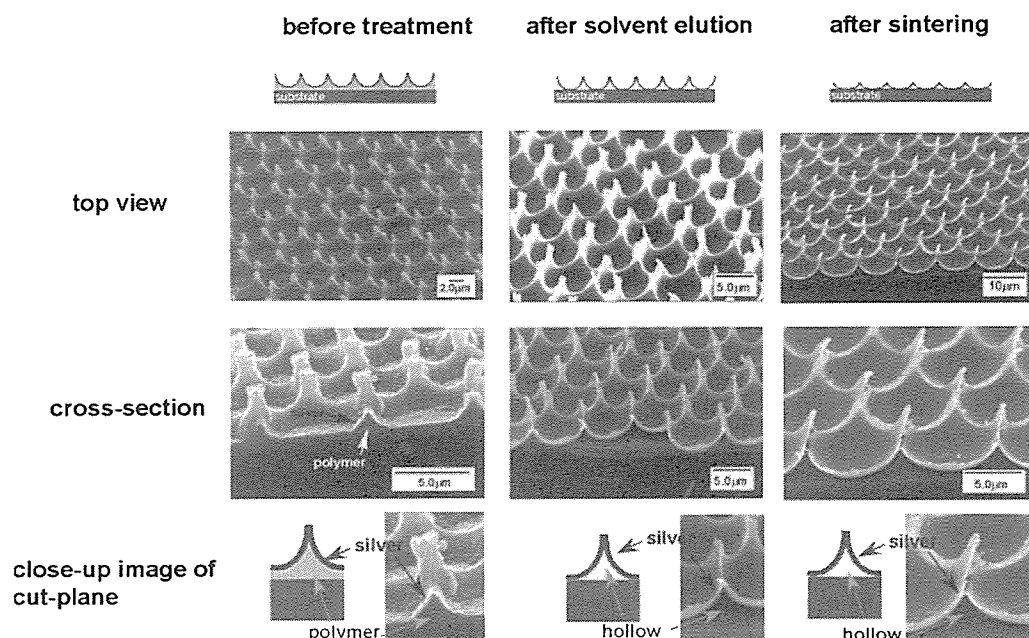 before treatment after solvent elution after sintering
substrate substrate substrate
top view
2.0μm 5.0μm 10μm
cross-section
polymer
5.0μm 5.0μm 5.0μm
silver silver silver
close-up image of
cut-plane
polymer hollow hollow